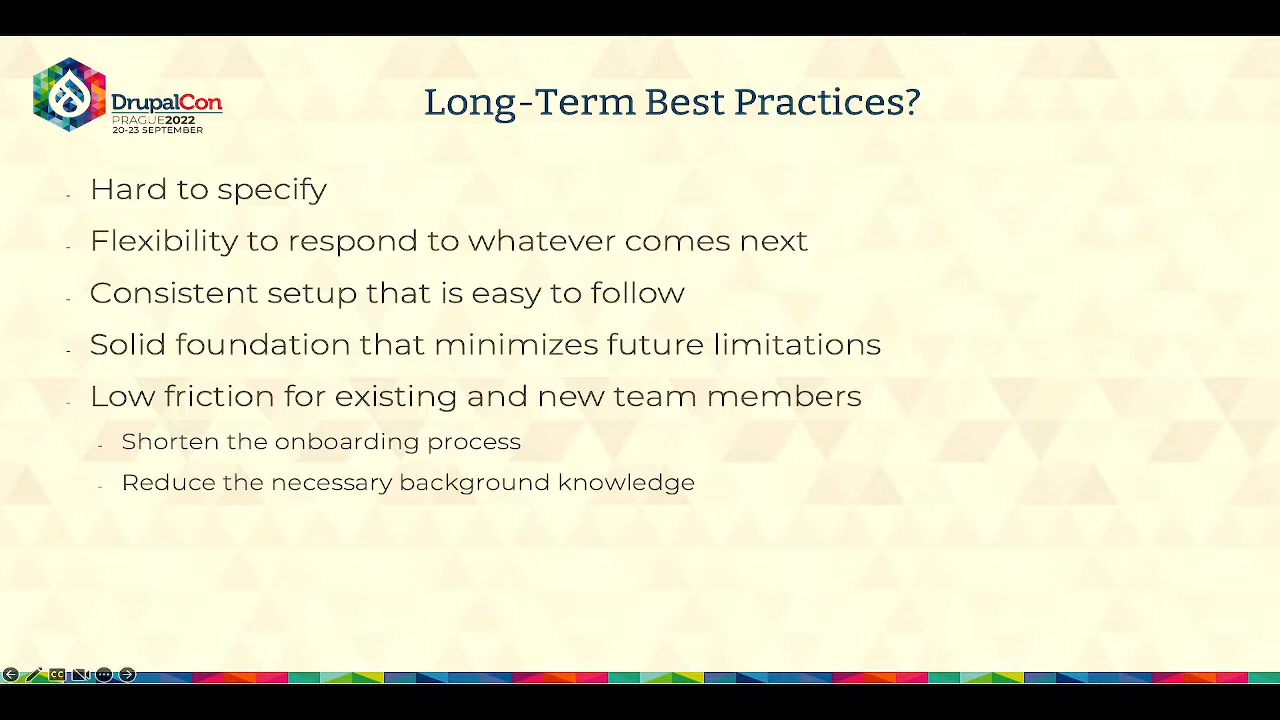 DrupalCon
PRAGUE2022
20-23 SEPTEMBER
Long-Term Best Practices?
- Hard to specify
- Flexibility to respond to whatever comes next
- Consistent setup that is easy to follow
- Solid foundation that minimizes future limitations
- Low friction for existing and new team members
- Shorten the onboarding process
- Reduce the necessary background knowledge
CC